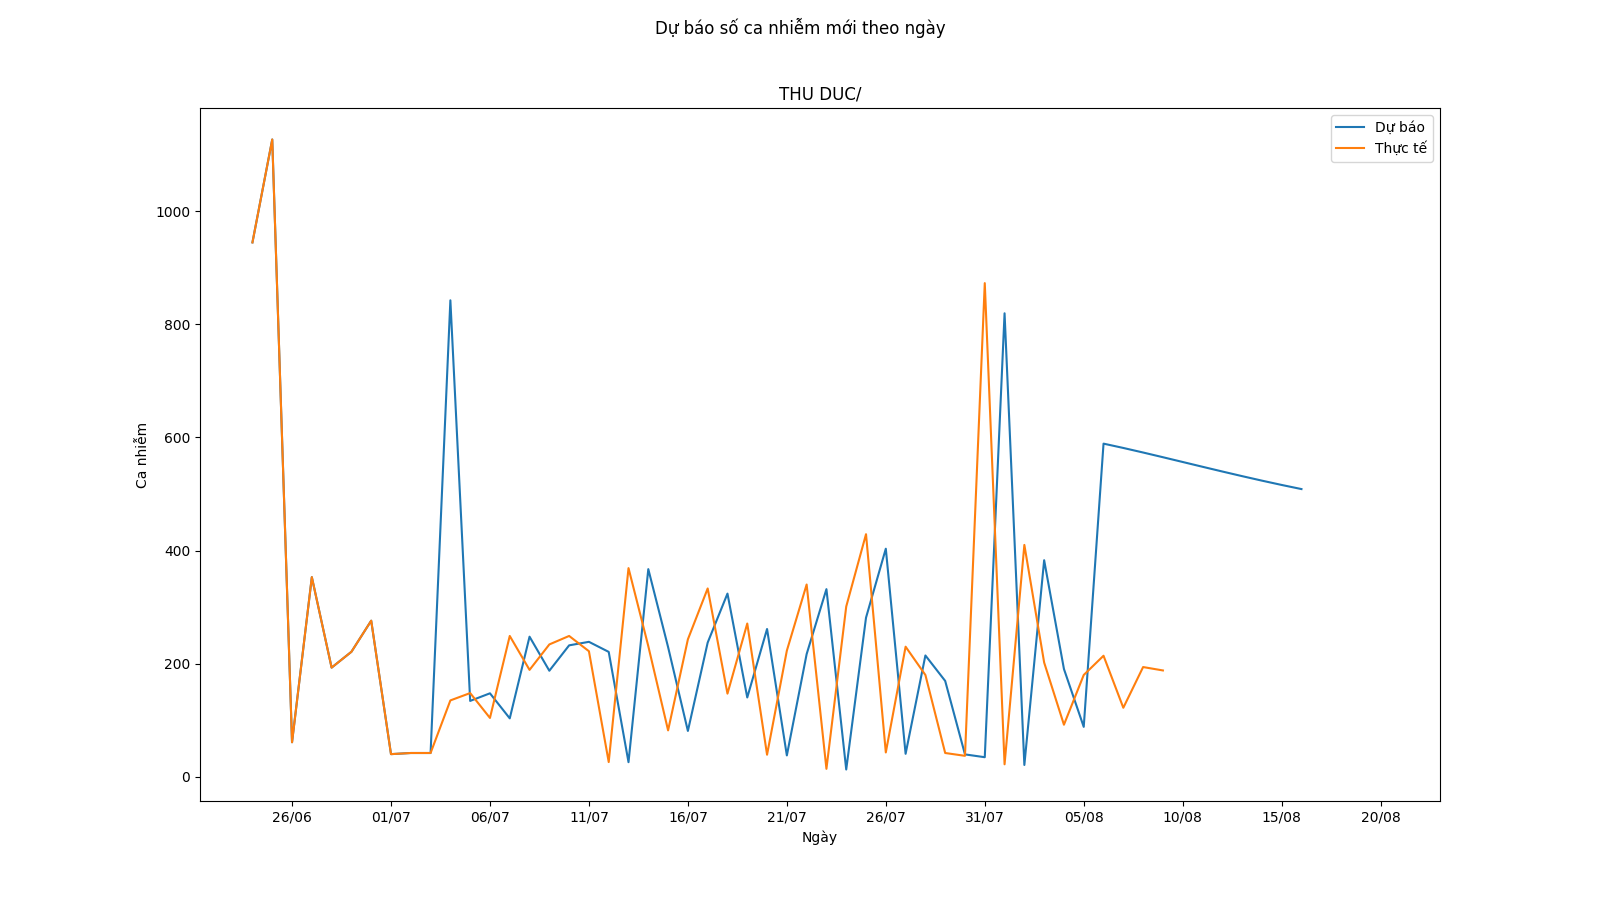 Dự báo số ca nhiễm mới theo ngày
THU DUC/
Dự báo
Thực tế
1000
800
600
400
200
0
Ca nhiễm
26/06 01/07 06/07 11/07 16/07 21/07 26/07 31/07 05/08 10/08 15/08 20/08
Ngày